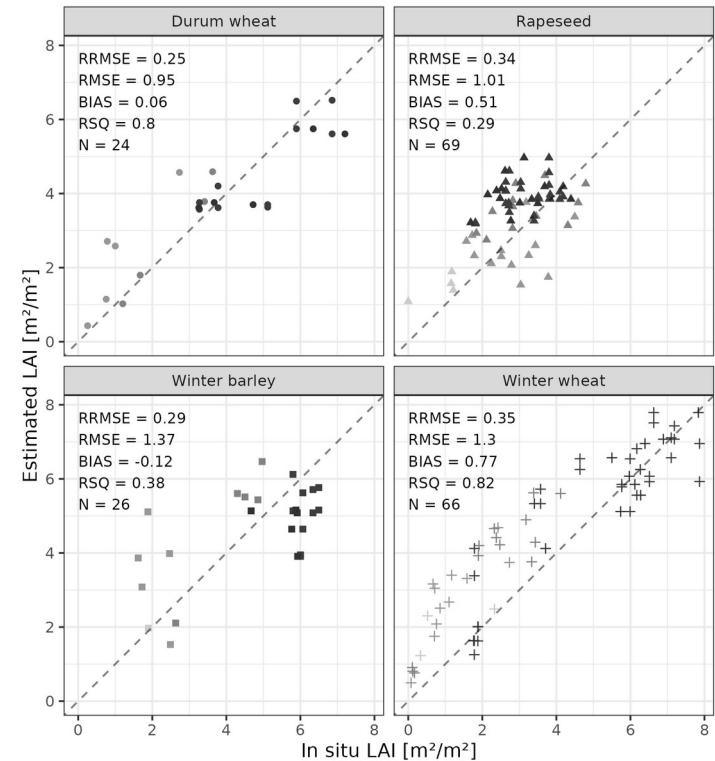 Durum wheat
Rapeseed
RRMSE = 0.25
RMSE = 0.95
BIAS = 0.06
RSQ = 0.8
N = 24
RRMSE = 0.34
RMSE = 1.01
BIAS = 0.51
RSQ = 0.29
N = 69
8
6
4
2
0
Winter barley
Winter wheat
RRMSE = 0.29
RMSE = 1.37
BIAS = -0.12
RSQ = 0.38
N = 26
RRMSE = 0.35
RMSE = 1.3
BIAS = 0.77
RSQ = 0.82
N = 66
8
6
4
2
0
0 2 4 6 8
0 2 4 6 8
Estimated LAI [m²/m²]
In situ LAI [m²/m²]